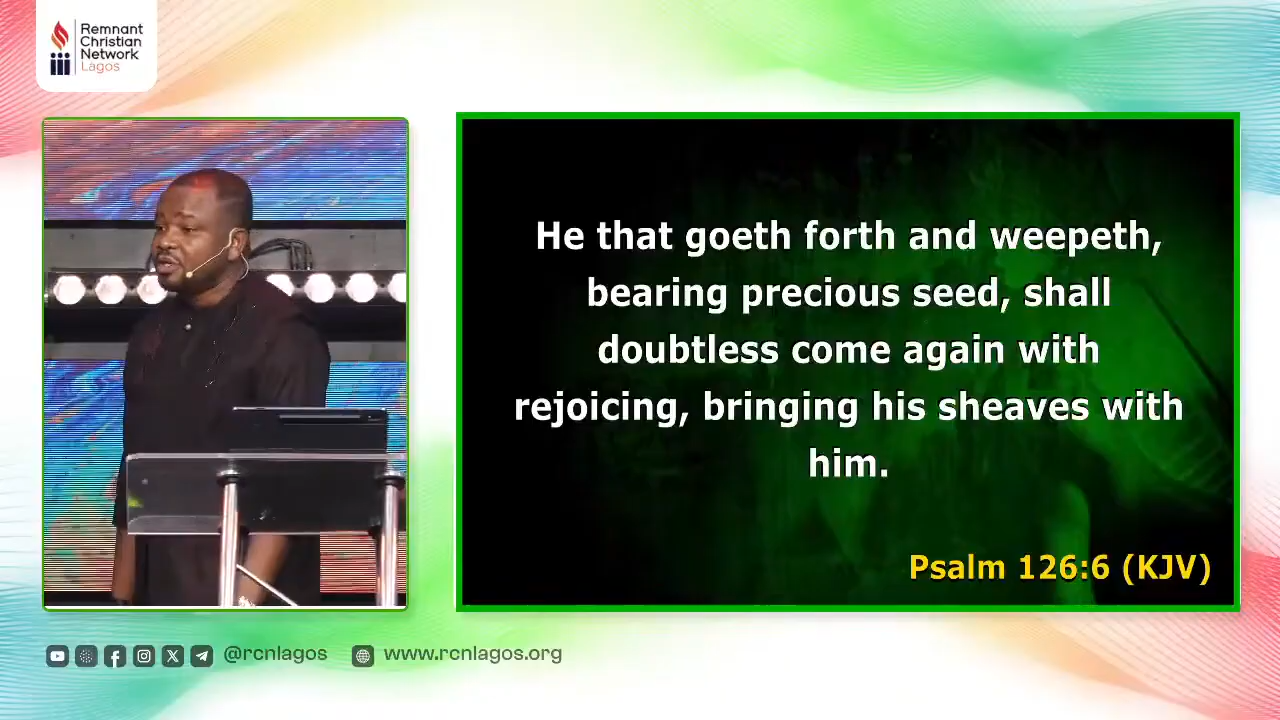 Remnant
Christian
Network
Lagos
He that goeth forth and weepeth,
bearing precious seed, shall
doubtless come again with
rejoicing, bringing his sheaves with
him.
Psalm 126:6 (KJV)
@rcnlagos
www.rcnlagos.org